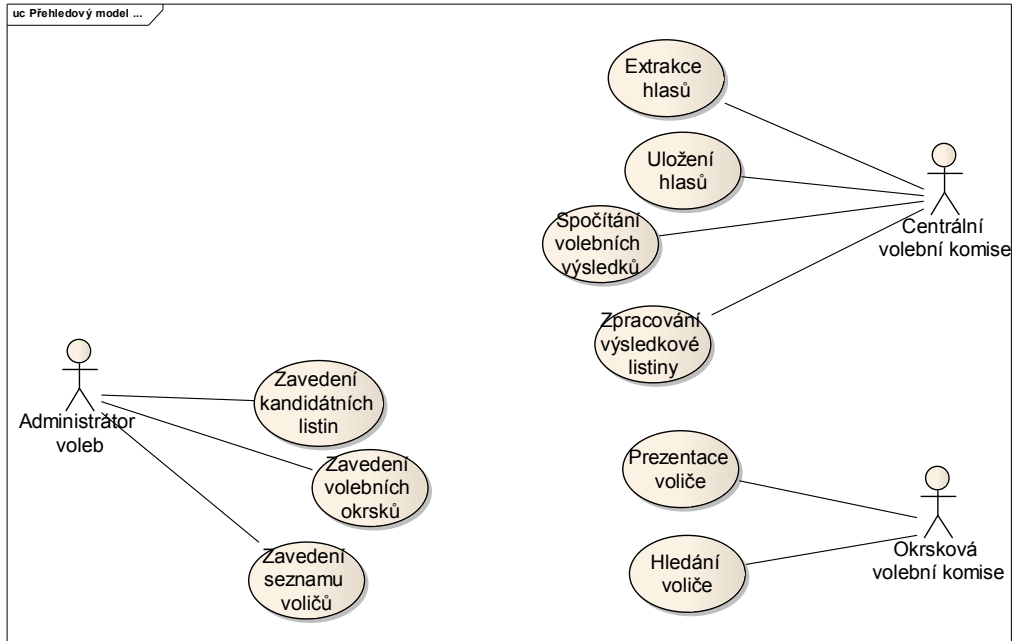 uc Přehledový model ...
Extrakce
hlasů
Uložení
hlasů
Spočítání
volebních
výsledků
Centrální
volební komise
Zpracování
výsledkové
listiny
Zavedení
kandidátních
listin
Administrátor
voleb
Zavedení
volebních
okrsků
Prezentace
voliče
Zavedení
seznamu
voličů
Hledání
voliče
Okrsková
volební komise